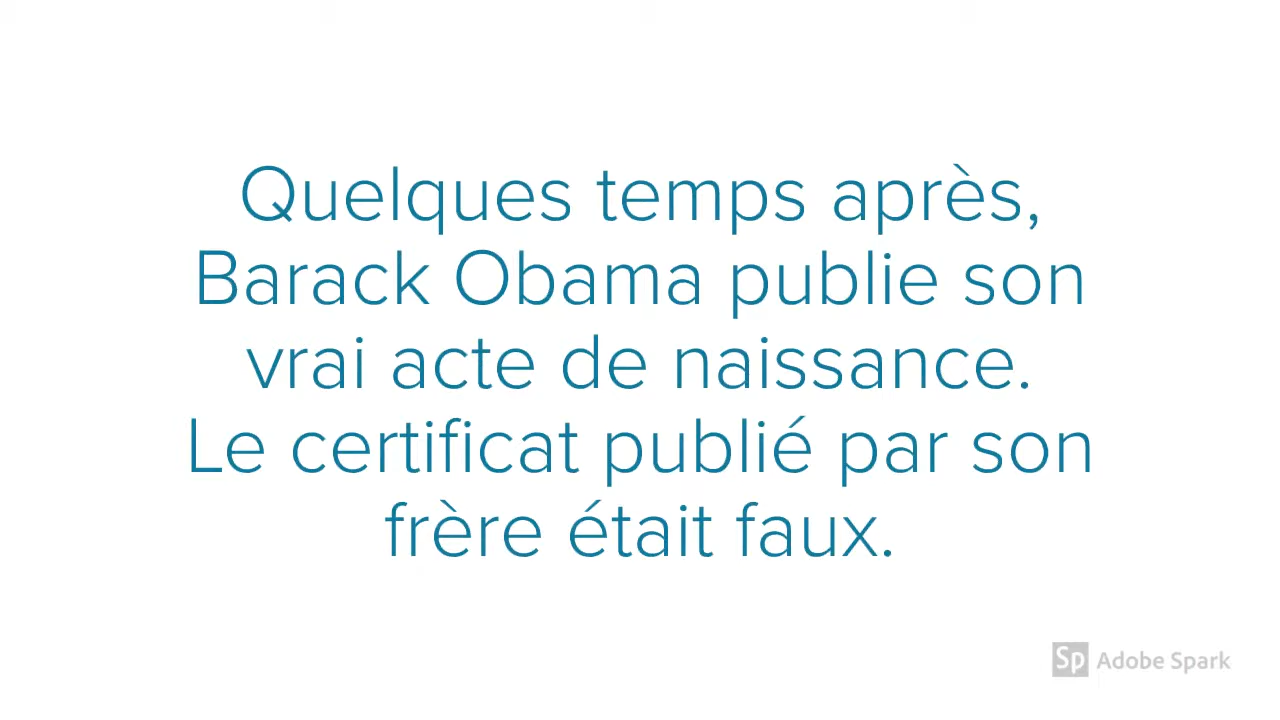 Quelques temps après,
Barack Obama publie son
vrai acte de naissance.
Le certificat publié par son
frère était faux.
Sp Adobe Spark